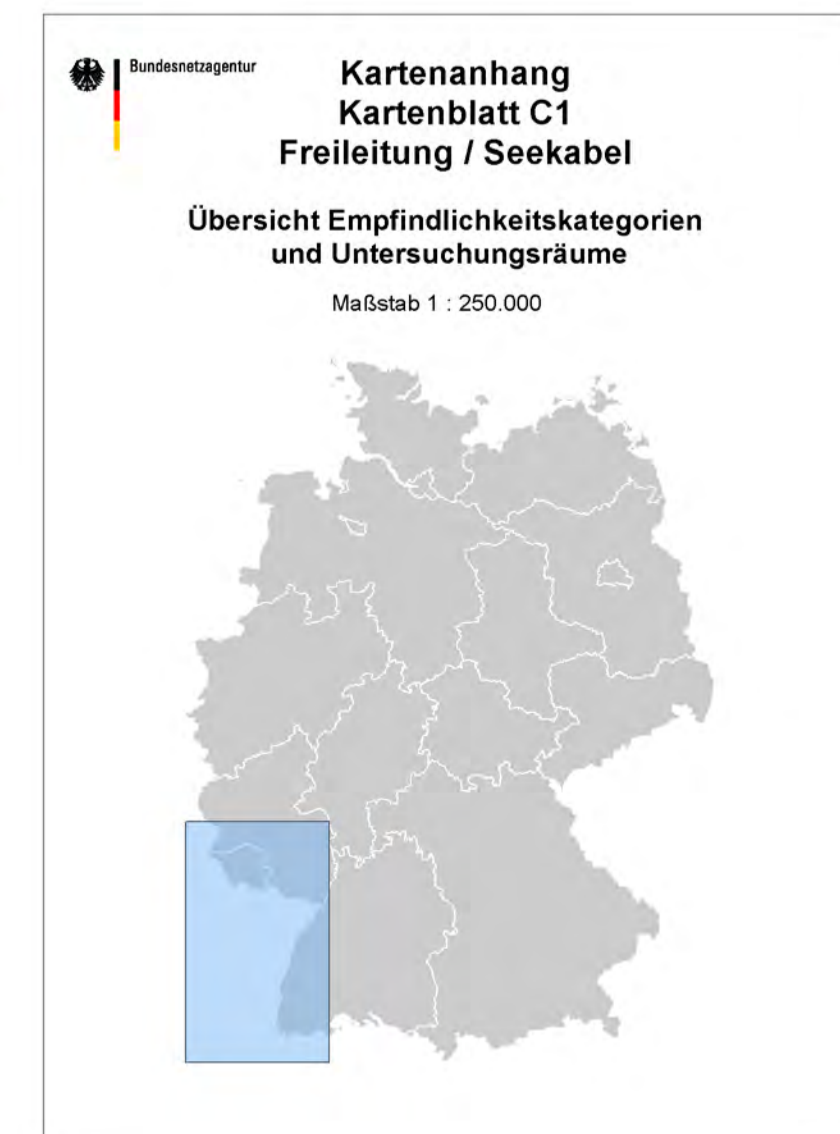 Bundesnetzagentur
Kartenanhang
Kartenblatt C1
Freileitung / Seekabel
Übersicht Empfindlichkeitskategorien
und Untersuchungsräume
Maßstab 1 : 250.000